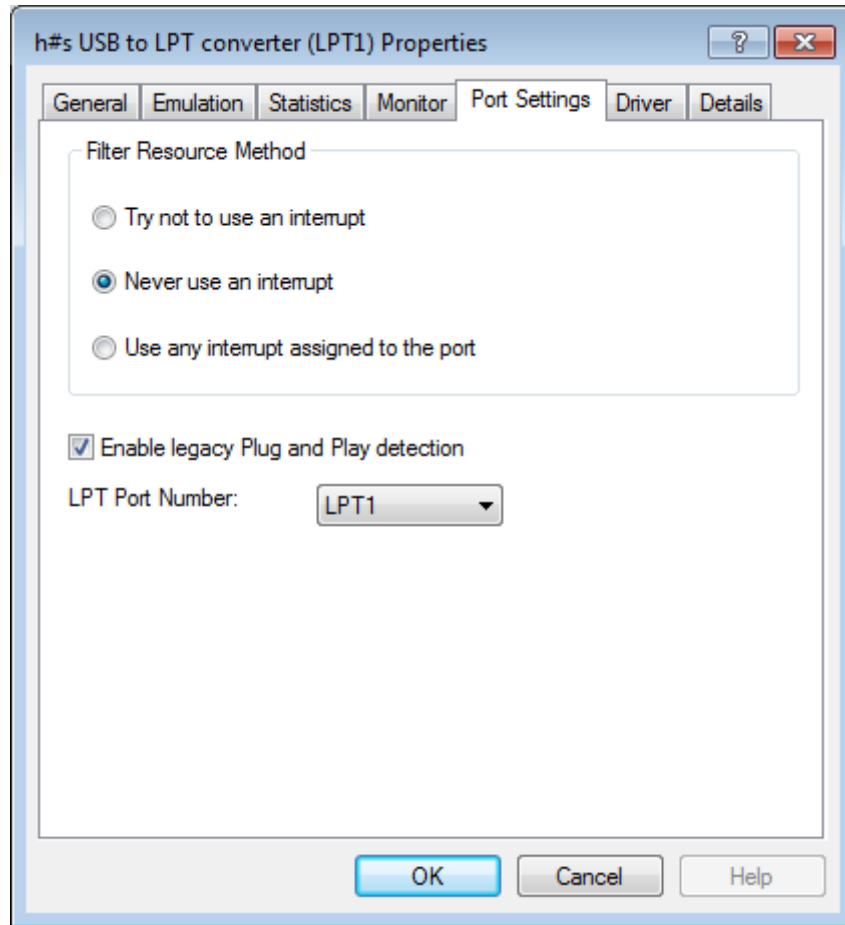 h#s USB to LPT converter (LPT1) Properties
General Emulation Statistics Monitor Port Settings Driver Details
Filter Resource Method
Try not to use an interrupt
Never use an interrupt
Use any interrupt assigned to the port
Enable legacy Plug and Play detection
LPT Port Number: LPT1
OK Cancel Help